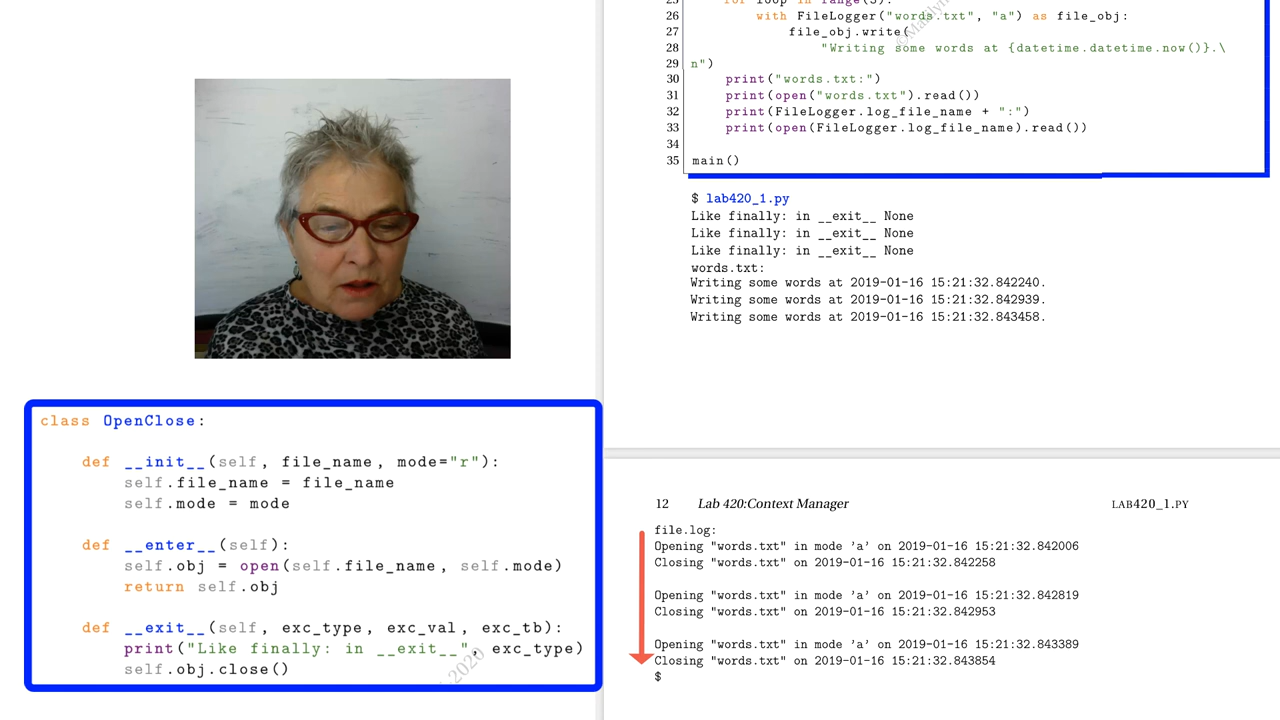 class OpenClose:
def __init__(self, file_name, mode="r"):
self.file_name = file_name
self.mode = mode
def __enter__(self):
self.obj = open(self.file_name, self.mode)
return self.obj
def __exit__(self, exc_type, exc_val, exc_tb):
print("Like finally: in __exit__", exc_type)
self.obj.close()
2020
for loop in range(3):
26 with FileLogger("words.txt", "a") as file_obj:
27 file_obj.write(
28 "Writing some words at {datetime.datetime.now()}.\
29 n")
30 print("words.txt:")
31 print(open("words.txt").read())
32 print(FileLogger.log_file_name + ":")
33 print(open(FileLogger.log_file_name).read())
34
35 main()
$ lab420_1.py
Like finally: in __exit__ None
Like finally: in __exit__ None
Like finally: in __exit__ None
words.txt:
Writing some words at 2019-01-16 15:21:32.842240.
Writing some words at 2019-01-16 15:21:32.842939.
Writing some words at 2019-01-16 15:21:32.843458.
12 Lab 420:Context Manager LAB420_1.PY
file.log:
Opening "words.txt" in mode ’a’ on 2019-01-16 15:21:32.842006
Closing "words.txt" on 2019-01-16 15:21:32.842258
Opening "words.txt" in mode ’a’ on 2019-01-16 15:21:32.842819
Closing "words.txt" on 2019-01-16 15:21:32.842953
Opening "words.txt" in mode ’a’ on 2019-01-16 15:21:32.843389
Closing "words.txt" on 2019-01-16 15:21:32.843854
$